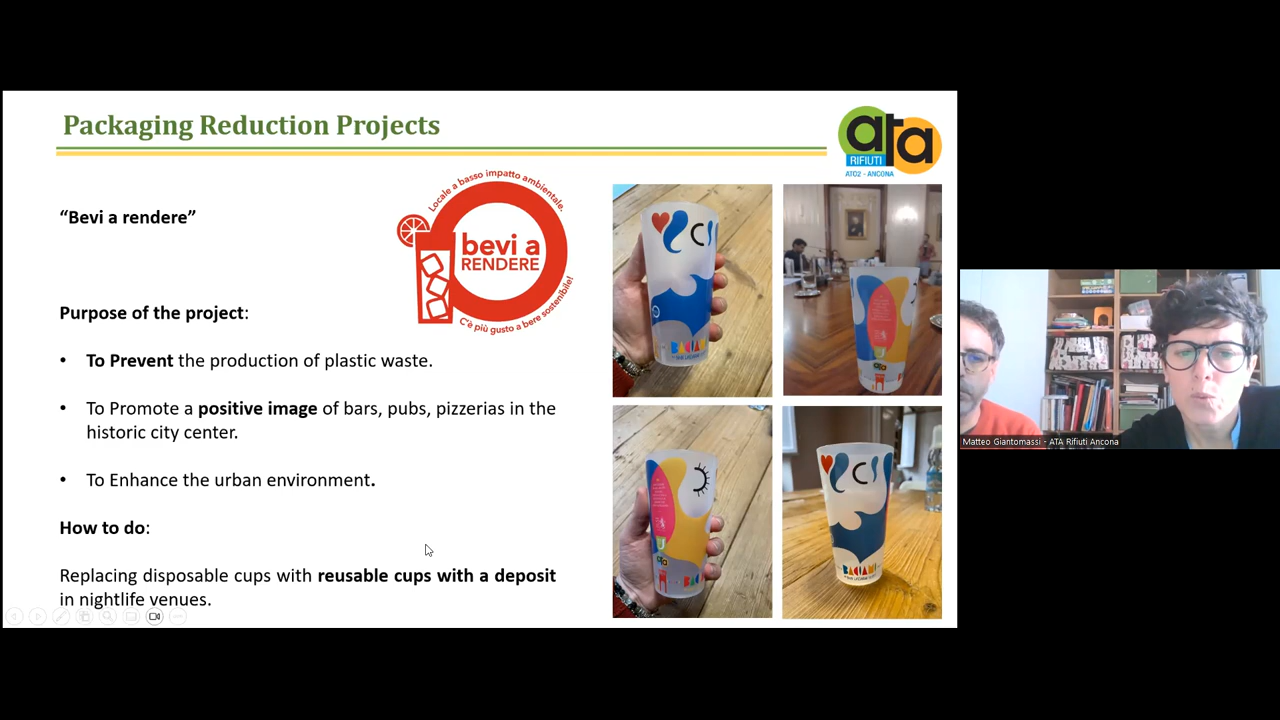 Packaging Reduction Projects
ata
RIFIUTI
ATO2 - ANCONA
“Bevi a rendere”
Locale a basso impatto ambientale.
bevi a
RENDERE
C'è più gusto a bere sostenibile!
Purpose of the project:
• To Prevent the production of plastic waste.
• To Promote a positive image of bars, pubs, pizzerias in the
historic city center.
• To Enhance the urban environment.
How to do:
Replacing disposable cups with reusable cups with a deposit
in nightlife venues.
BACIAMI
BACIAMI
Matteo Giantomassi - ATA Rifiuti Ancona